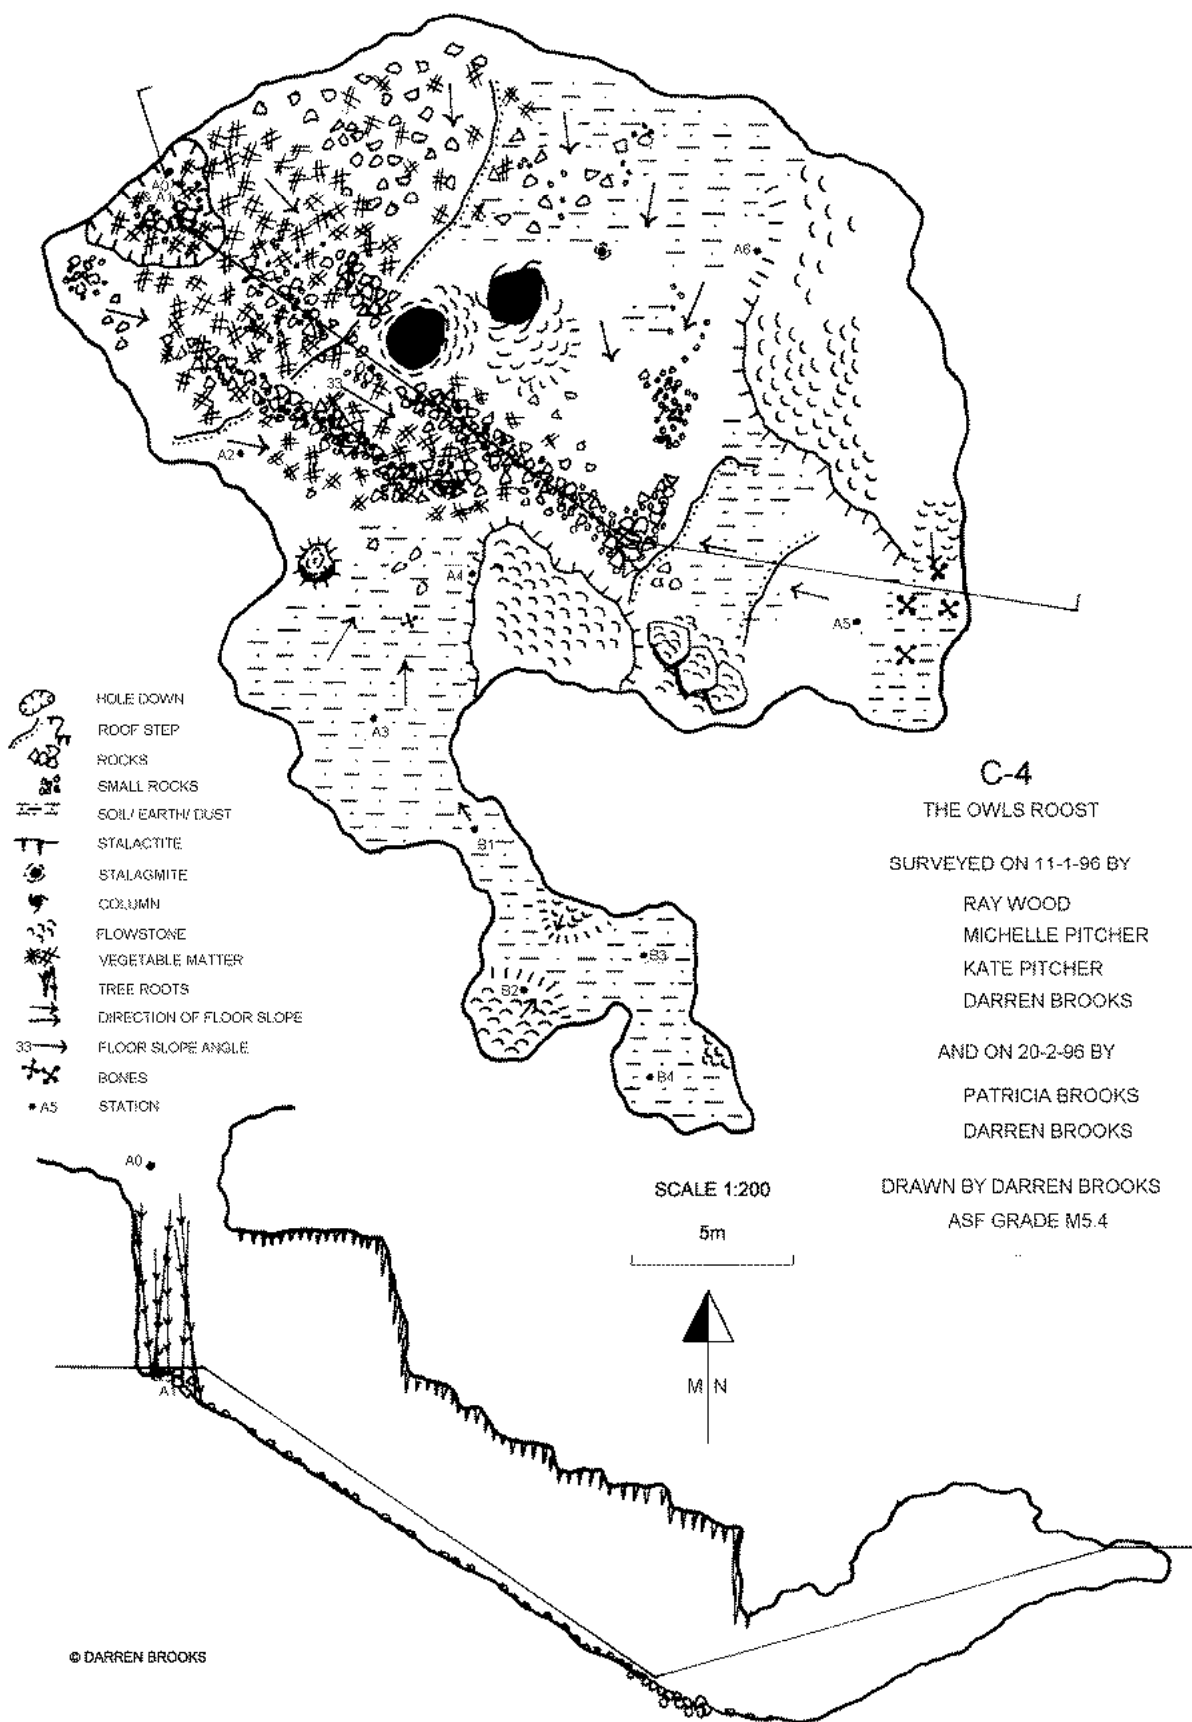 A0
A1
A6
33
A2
A4
A5
A3
B1
B3
B2
B4
HOLE DOWN
ROOF STEP
ROCKS
SMALL ROCKS
SOIL/ EARTH/ DUST
STALACTITE
STALAGMITE
COLUMN
FLOWSTONE
VEGETABLE MATTER
TREE ROOTS
DIRECTION OF FLOOR SLOPE
33 FLOOR SLOPE ANGLE
BONES
A5 STATION
C-4
THE OWLS ROOST
SURVEYED ON 11-1-96 BY
RAY WOOD
MICHELLE PITCHER
KATE PITCHER
DARREN BROOKS
AND ON 20-2-96 BY
PATRICIA BROOKS
DARREN BROOKS
DRAWN BY DARREN BROOKS
ASF GRADE M5.4
SCALE 1:200
5m
M N
A0
A1
© DARREN BROOKS